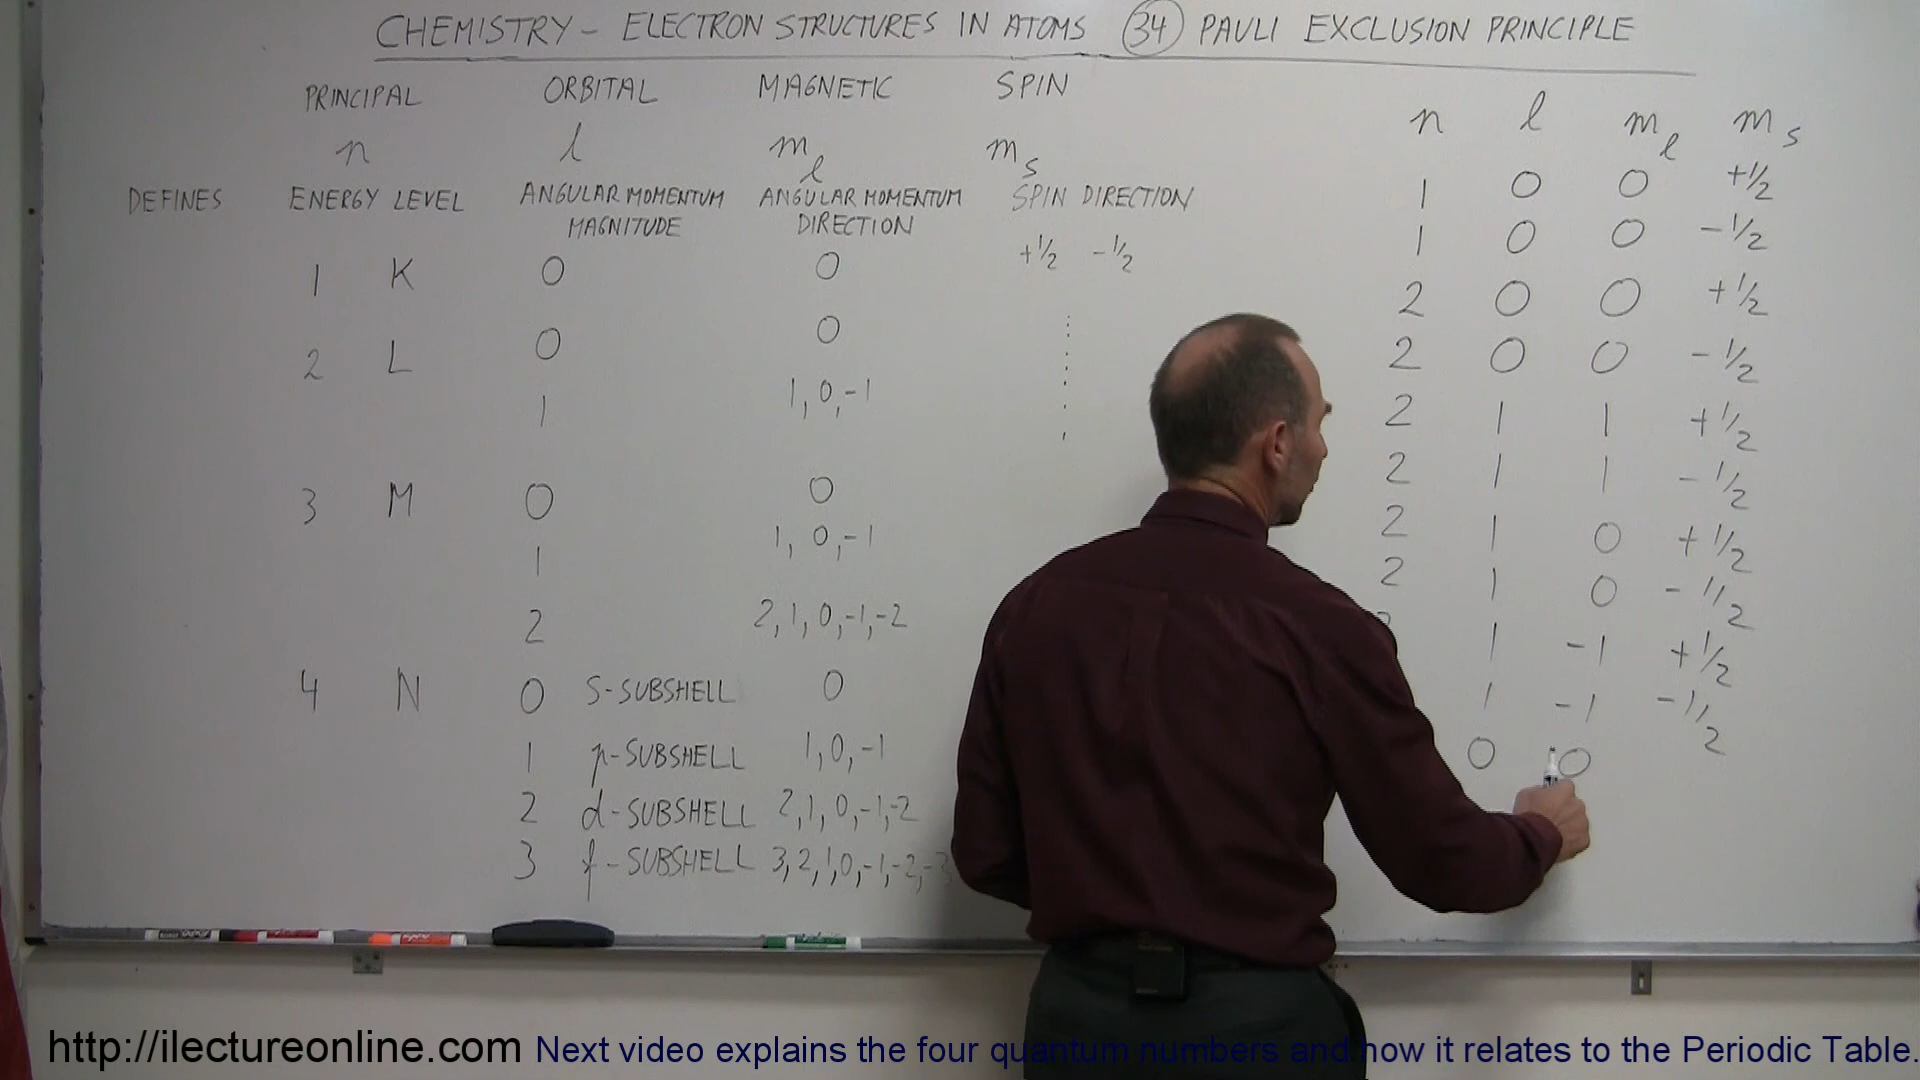 CHEMISTRY - ELECTRON STRUCTURES IN ATOMS 34 PAULI EXCLUSION PRINCIPLE
PRINCIPAL ORBITAL MAGNETIC SPIN
n l m l m s
DEFINES ENERGY LEVEL ANGULAR MOMENTUM MAGNITUDE ANGULAR MOMENTUM DIRECTION SPIN DIRECTION
1 K 0 0 +1/2 -1/2
2 L 0 0
1 1, 0, -1
3 M 0 0
1 1, 0, -1
2 2, 1, 0, -1, -2
4 N 0 S-SUBSHELL 0
1 p-SUBSHELL 1, 0, -1
2 d-SUBSHELL 2, 1, 0, -1, -2
3 f-SUBSHELL 3, 2, 1, 0, -1, -2, -3
n l m l m s
1 0 0 +1/2
1 0 0 -1/2
2 0 0 +1/2
2 0 0 -1/2
2 1 1 +1/2
2 1 1 -1/2
2 1 0 +1/2
2 1 0 -1/2
1 -1 +1/2
1 -1 -1/2
0 0
http://ilectureonline.com Next video explains the four quantum numbers and how it relates to the Periodic Table.